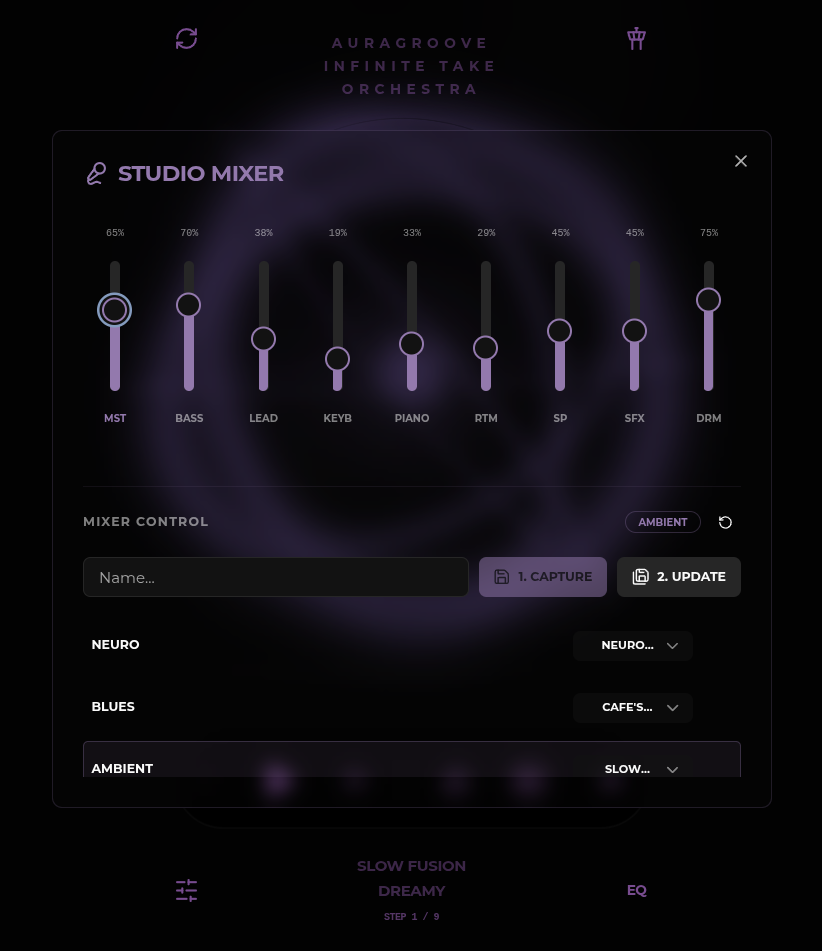 AURAGROOVE
INFINITE TAKE
ORCHESTRA
STUDIO MIXER
65% 70% 38% 19% 33% 29% 45% 45% 75%
MST BASS LEAD KEYB PIANO RTM SP SFX DRM
MIXER CONTROL AMBIENT
Name... 1. CAPTURE 2. UPDATE
NEURO NEURO...
BLUES CAFE'S...
AMBIENT SLOW...
SLOW FUSION
DREAMY
EQ
STEP 1 / 9